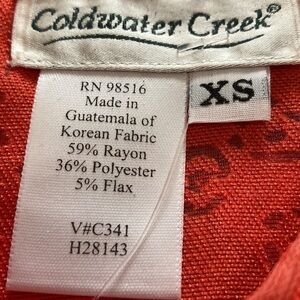 Coldwater Creek®
XS
RN 98516
Made in
Guatemala of
Korean Fabric
59% Rayon
36% Polyester
5% Flax
V#C341
H28143